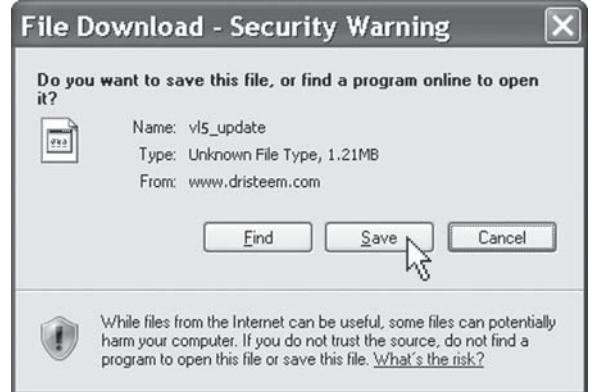 File Download - Security Warning
Do you want to save this file, or find a program online to open
it?
Name: vl5_update
Type: Unknown File Type, 1.21MB
From: www.dristeem.com
Find
Save
Cancel
While files from the Internet can be useful, some files can potentially
harm your computer. If you do not trust the source, do not find a
program to open this file or save this file. What's the risk?